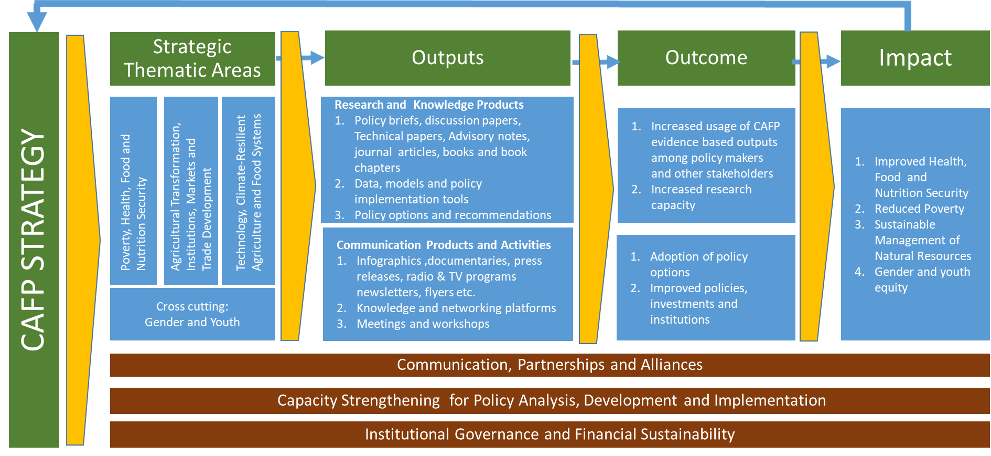 CAFP STRATEGY
Strategic
Thematic Areas
Poverty, Health, Food and
Nutrition Security
Agricultural Transformation,
Institutions, Markets and
Trade Development
Technology, Climate-Resilient
Agriculture and Food Systems
Cross cutting:
Gender and Youth
Outputs
Research and Knowledge Products
1. Policy briefs, discussion papers,
Technical papers, Advisory notes,
journal articles, books and book
chapters
2. Data, models and policy
implementation tools
3. Policy options and recommendations
Communication Products and Activities
1. Infographics ,documentaries, press
releases, radio & TV programs
newsletters, flyers etc.
2. Knowledge and networking platforms
3. Meetings and workshops
Outcome
1. Increased usage of CAFP
evidence based outputs
among policy makers
and other stakeholders
2. Increased research
capacity
1. Adoption of policy
options
2. Improved policies,
investments and
institutions
Impact
1. Improved Health,
Food and
Nutrition Security
2. Reduced Poverty
3. Sustainable
Management of
Natural Resources
4. Gender and youth
equity
Communication, Partnerships and Alliances
Capacity Strengthening for Policy Analysis, Development and Implementation
Institutional Governance and Financial Sustainability